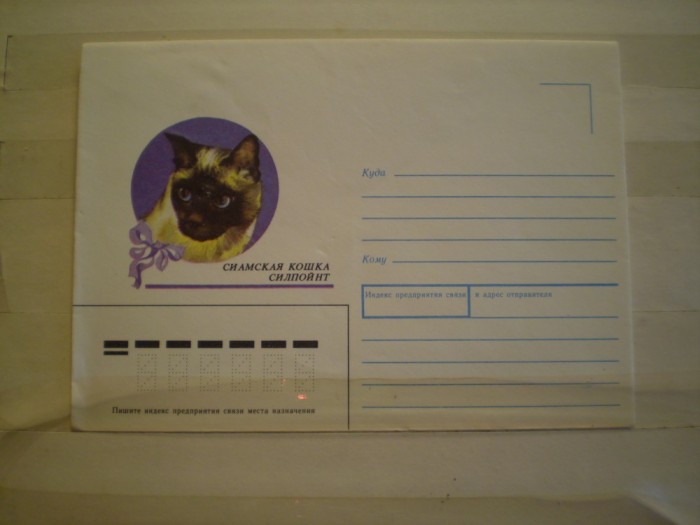 СИАМСКАЯ КОШКА
СИЛПОЙНТ
Пишите индекс предприятия связи места назначения
Куда
Кому
Индекс предприятия связи и адрес отправителя